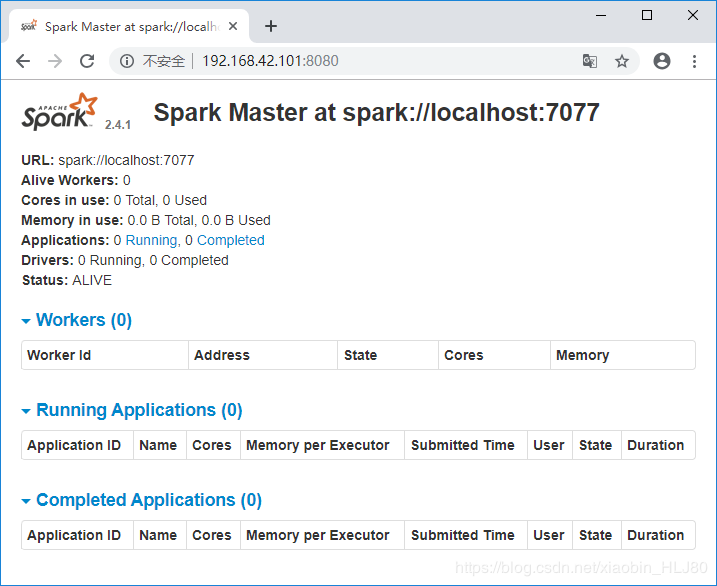 Spark Master at spark://localh
不安全 192.168.42.101:8080
APACHE
Spark 2.4.1
Spark Master at spark://localhost:7077
URL: spark://localhost:7077
Alive Workers: 0
Cores in use: 0 Total, 0 Used
Memory in use: 0.0 B Total, 0.0 B Used
Applications: 0 Running, 0 Completed
Drivers: 0 Running, 0 Completed
Status: ALIVE
Workers (0)
Worker Id Address State Cores Memory
Running Applications (0)
Application ID Name Cores Memory per Executor Submitted Time User State Duration
Completed Applications (0)
Application ID Name Cores Memory per Executor Submitted Time User State Duration
https://blog.csdn.net/xiaobin_HLJ80